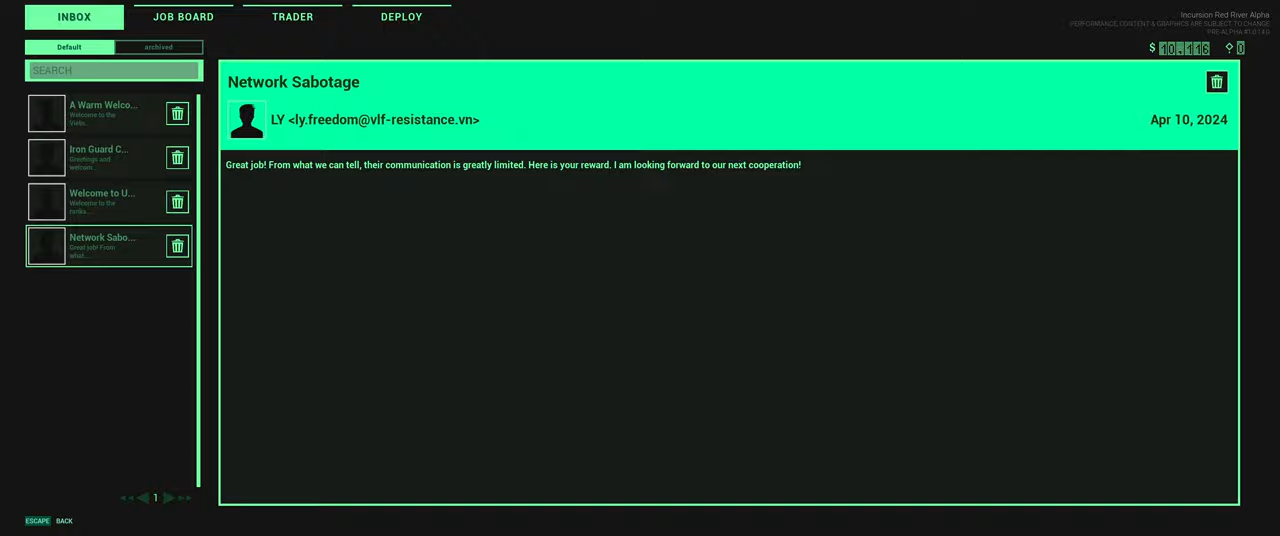 INBOX
JOB BOARD
TRADER
DEPLOY
Incursion Red River Alpha
PERFORMANCE, CONTENT & GRAPHICS ARE SUBJECT TO CHANGE
Default
archived
$ 10,116
0
SEARCH
Network Sabotage
LY <ly.freedom@vlf-resistance.vn>
Apr 10, 2024
Great job! From what we can tell, their communication is greatly limited. Here is your reward. I am looking forward to our next cooperation!
A Warm Welco...
Welcome to the
Iron Guard C...
Greetings and
welcom...
Welcome to U...
Welcome to the
ranks...
Network Sabo...
Great job! From
what...
1
ESCAPE BACK